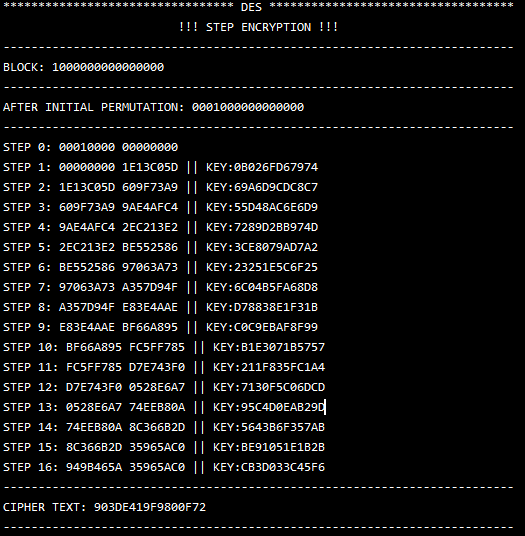 ********************************* DES ***********************************
!!! STEP ENCRYPTION !!!
-------------------------------------------------------------------------
BLOCK: 1000000000000000
-------------------------------------------------------------------------
AFTER INITIAL PERMUTATION: 0001000000000000
-------------------------------------------------------------------------
STEP 0: 00010000 00000000
STEP 1: 00000000 1E13C05D || KEY:0B026FD67974
STEP 2: 1E13C05D 609F73A9 || KEY:69A6D9CDC8C7
STEP 3: 609F73A9 9AE4AFC4 || KEY:55D48AC6E6D9
STEP 4: 9AE4AFC4 2EC213E2 || KEY:7289D2BB974D
STEP 5: 2EC213E2 BE552586 || KEY:3CE8079AD7A2
STEP 6: BE552586 97063A73 || KEY:23251E5C6F25
STEP 7: 97063A73 A357D94F || KEY:6C04B5FA68D8
STEP 8: A357D94F E83E4AAE || KEY:D78838E1F31B
STEP 9: E83E4AAE BF66A895 || KEY:C0C9EBAF8F99
STEP 10: BF66A895 FC5FF785 || KEY:B1E3071B5757
STEP 11: FC5FF785 D7E743F0 || KEY:211F835FC1A4
STEP 12: D7E743F0 0528E6A7 || KEY:7130F5C06DCD
STEP 13: 0528E6A7 74EEB80A || KEY:95C4D0EAB29D
STEP 14: 74EEB80A 8C366B2D || KEY:5643B6F357AB
STEP 15: 8C366B2D 35965AC0 || KEY:BE91051E1B2B
STEP 16: 949B465A 35965AC0 || KEY:CB3D033C45F6
-------------------------------------------------------------------------
CIPHER TEXT: 903DE419F9800F72
-------------------------------------------------------------------------